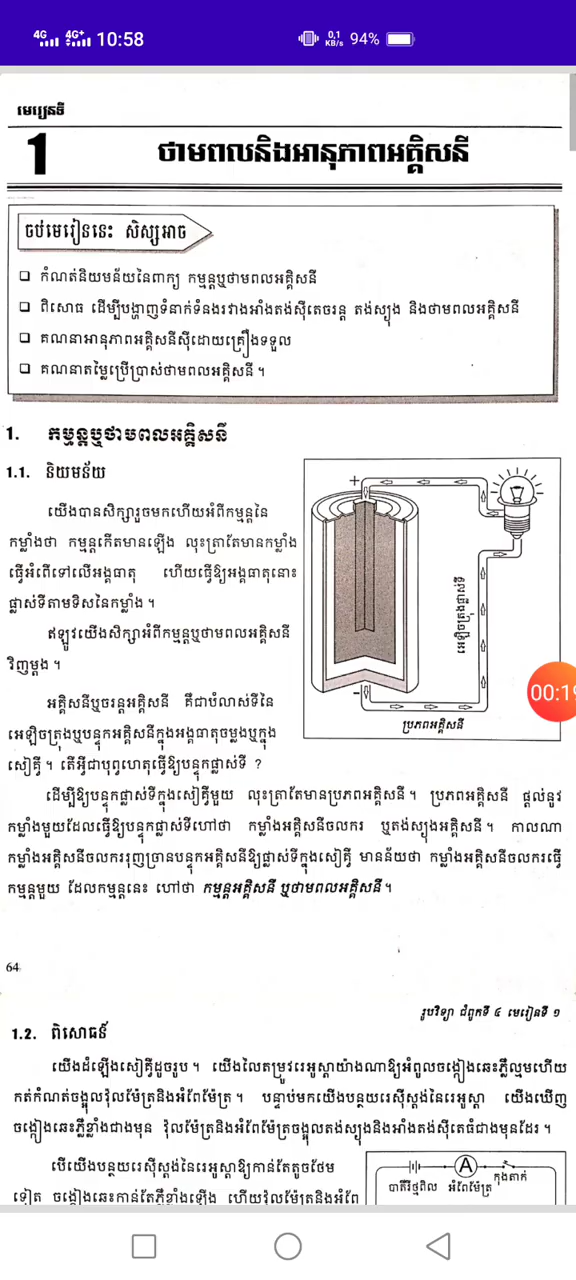 4G 4G+ 10:58 0,1 KB/s 94%
មេរៀនទី
1 ថាមពលនិងអានុភាពអគ្គិសនី
ចប់មេរៀននេះ សិស្សអាច
❑ កំណត់និយមន័យនៃពាក្យ កម្មន្តឬថាមពលអគ្គិសនី
❑ ពិសោធ ដើម្បីបង្ហាញទំនាក់ទំនងរវាងអាំងតង់ស៊ីតេចរន្ត តង់ស្យុង និងថាមពលអគ្គិសនី
❑ គណនាអានុភាពអគ្គិសនីស៊ីដោយគ្រឿងទទួល
❑ គណនាតម្លៃប្រើប្រាស់ថាមពលអគ្គិសនី ។
1. កម្មន្តឬថាមពលអគ្គិសនី
1.1. និយមន័យ
យើងបានសិក្សារួចមកហើយអំពីកម្មន្តនៃ
កម្លាំងថា កម្មន្តកើតមានឡើង លុះត្រាតែមានកម្លាំង
ធ្វើអំពើទៅលើអង្គធាតុ ហើយធ្វើឱ្យអង្គធាតុនោះ
ផ្លាស់ទីតាមទិសនៃកម្លាំង ។
ឥឡូវយើងសិក្សាអំពីកម្មន្តឬថាមពលអគ្គិសនី
វិញម្តង ។
អគ្គិសនីឬចរន្តអគ្គិសនី គឺជាបំលាស់ទីនៃ
អេឡិចត្រុងឬបន្ទុកអគ្គិសនីក្នុងអង្គធាតុចម្លងឬក្នុង
សៀគ្វី ។ តើអ្វីជាបុព្វហេតុធ្វើឱ្យបន្ទុកផ្លាស់ទី ?
+
អេឡិចត្រុងផ្លាស់ទី
–
ប្រភពអគ្គិសនី
00:19
ដើម្បីឱ្យបន្ទុកផ្លាស់ទីក្នុងសៀគ្វីមួយ លុះត្រាតែមានប្រភពអគ្គិសនី ។ ប្រភពអគ្គិសនី ផ្តល់នូវ
កម្លាំងមួយដែលធ្វើឱ្យបន្ទុកផ្លាស់ទីហៅថា កម្លាំងអគ្គិសនីចលករ ឬតង់ស្យុងអគ្គិសនី ។ កាលណា
កម្លាំងអគ្គិសនីចលកររុញច្រានបន្ទុកអគ្គិសនីឱ្យផ្លាស់ទីក្នុងសៀគ្វី មានន័យថា កម្លាំងអគ្គិសនីចលករធ្វើ
កម្មន្តមួយ ដែលកម្មន្តនេះ ហៅថា កម្មន្តអគ្គិសនី ឬថាមពលអគ្គិសនី ។
64
រូបវិទ្យា ជំពូកទី ៤ មេរៀនទី ១
1.2. ពិសោធន៍
យើងដំឡើងសៀគ្វីដូចរូប ។ យើងលៃតម្រូវរេអូស្តាយ៉ាងណាឱ្យអំពូលចង្កៀងឆេះភ្លឺល្មមហើយ
កត់កំណត់ចង្អុលវ៉ុលម៉ែត្រនិងអំពែម៉ែត្រ ។ បន្ទាប់មកយើងបន្ថយរេស៊ីស្តង់នៃរេអូស្តា យើងឃើញ
ចង្កៀងឆេះភ្លឺខ្លាំងជាងមុន វ៉ុលម៉ែត្រនិងអំពែម៉ែត្រចង្អុលតង់ស្យុងនិងអាំងតង់ស៊ីតេធំជាងមុនដែរ ។
បើយើងបន្ថយរេស៊ីស្តង់នៃរេអូស្តាឱ្យកាន់តែតូចថែម
ទៀត ចង្កៀងឆេះកាន់តែភ្លឺខ្លាំងឡើង ហើយវ៉ុលម៉ែត្រនិងអំពែ
A
បាតឺរីថ្មពិល អំពែម៉ែត្រ កុងតាក់